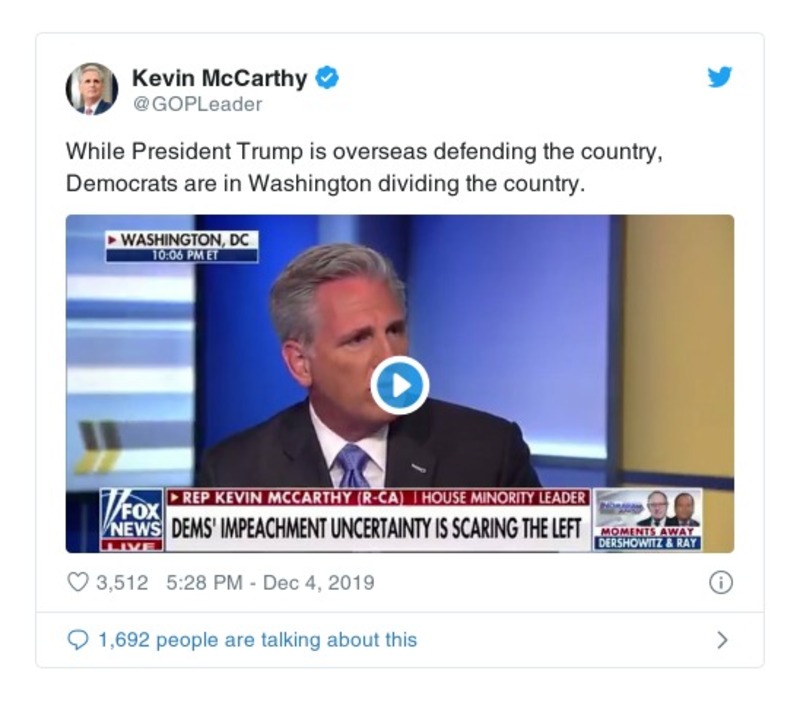 Kevin McCarthy
@GOPLeader
While President Trump is overseas defending the country,
Democrats are in Washington dividing the country.
WASHINGTON, DC
10:06 PM ET
REP KEVIN MCCARTHY (R-CA) | HOUSE MINORITY LEADER
FOX
NEWS
LIVE
DEMS' IMPEACHMENT UNCERTAINTY IS SCARING THE LEFT
MOMENTS AWAY
DERSHOWITZ & RAY
3,512 5:28 PM - Dec 4, 2019
1,692 people are talking about this